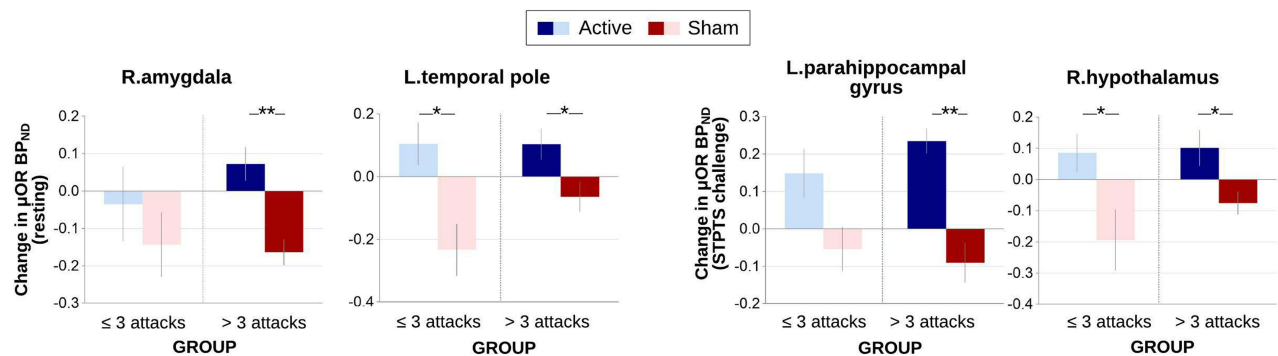 Active Sham
R.amygdala
Change in µOR BPND
(resting)
0.2
0.1
0.0
-0.1
-0.2
-0.3
**
≤ 3 attacks > 3 attacks
GROUP
L.temporal pole
0.2
0.0
-0.2
-0.4
* *
≤ 3 attacks > 3 attacks
GROUP
L.parahippocampal
gyrus
Change in µOR BPND
(STPTS challenge)
0.3
0.2
0.1
0.0
-0.1
-0.2
**
≤ 3 attacks > 3 attacks
GROUP
R.hypothalamus
0.2
0.1
0.0
-0.1
-0.2
-0.3
-0.4
* *
≤ 3 attacks > 3 attacks
GROUP